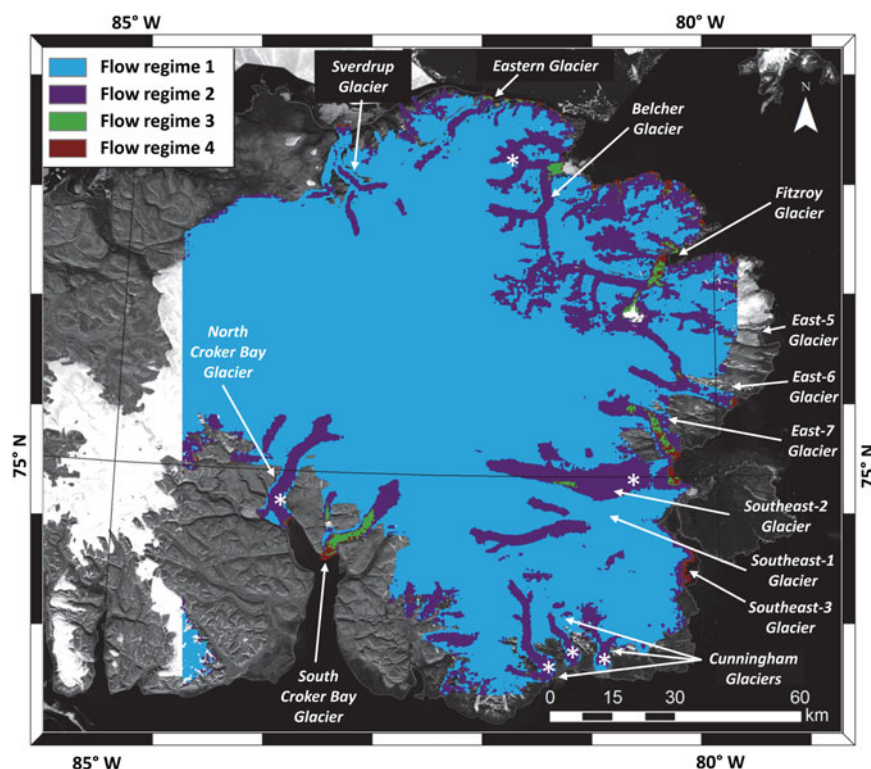 85° W
80° W
Flow regime 1
Flow regime 2
Flow regime 3
Flow regime 4
Sverdrup
Glacier
Eastern Glacier
Belcher
Glacier
N
Fitzroy
Glacier
North
Croker Bay
Glacier
East-5
Glacier
East-6
Glacier
East-7
Glacier
75° N
75° N
Southeast-2
Glacier
Southeast-1
Glacier
Southeast-3
Glacier
South
Croker Bay
Glacier
Cunningham
Glaciers
0 15 30 60
km
85° W
80° W